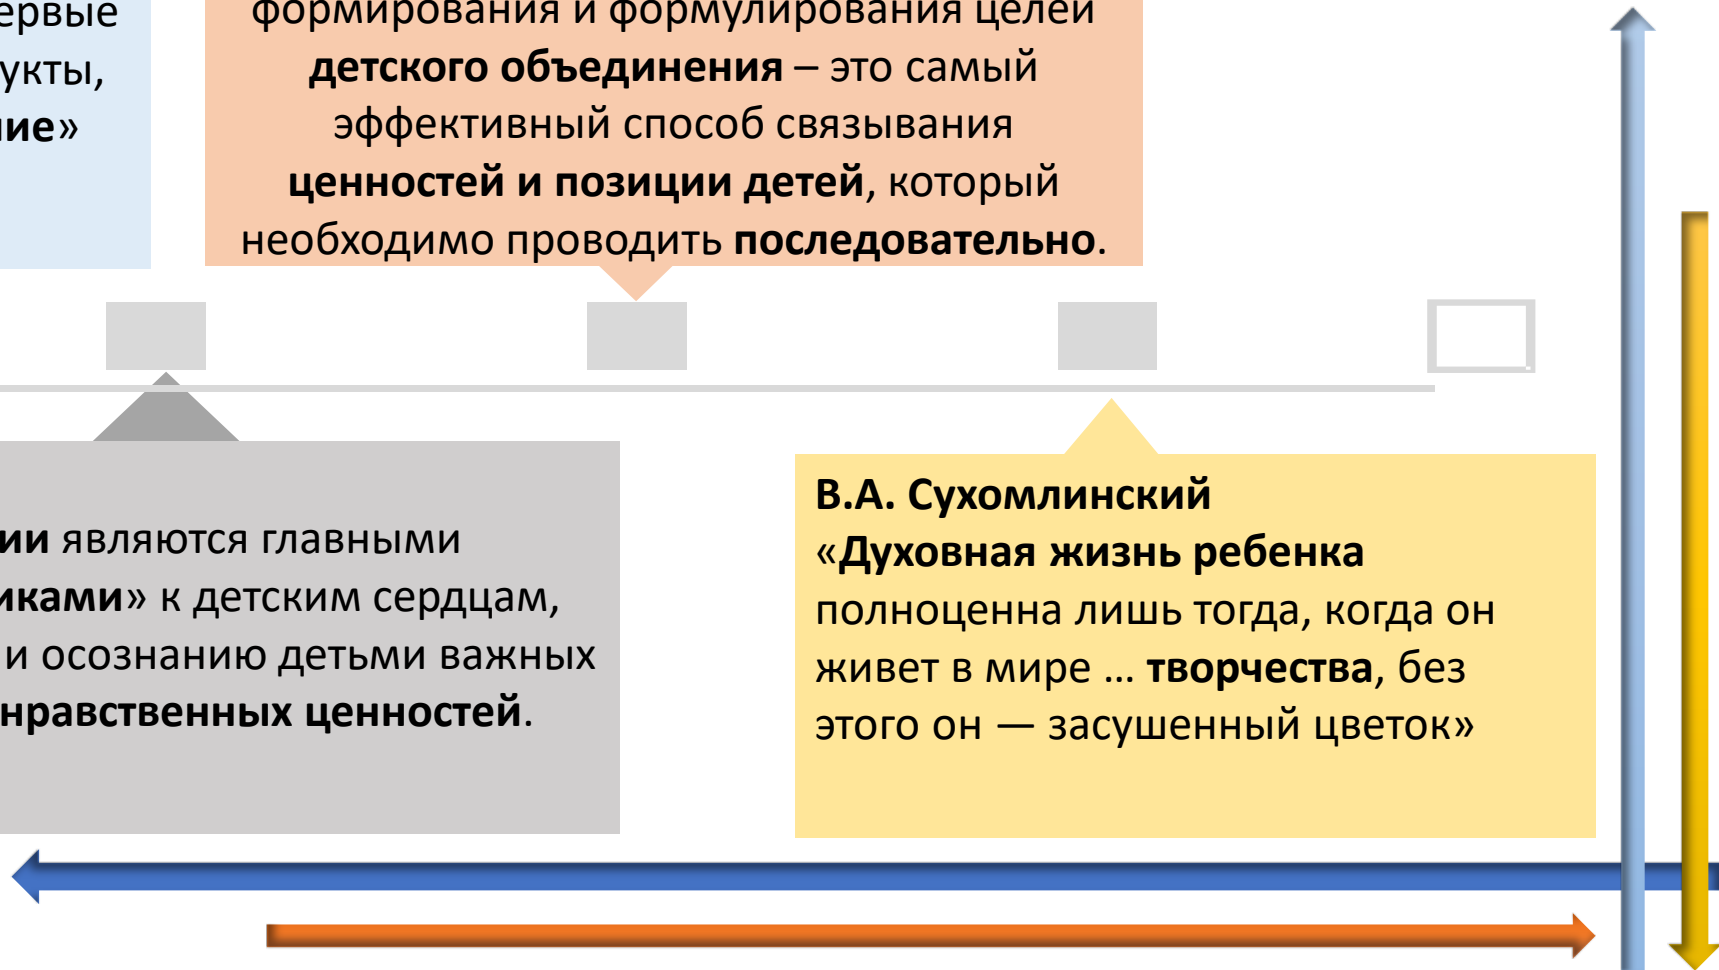 ервые
укты,
ние»
формирования и формулирования целей
детского объединения – это самый
эффективный способ связывания
ценностей и позиции детей, который
необходимо проводить последовательно.
ии являются главными
иками» к детским сердцам,
и осознанию детьми важных
нравственных ценностей.
В.А. Сухомлинский
«Духовная жизнь ребенка
полноценна лишь тогда, когда он
живет в мире ... творчества, без
этого он — засушенный цветок»